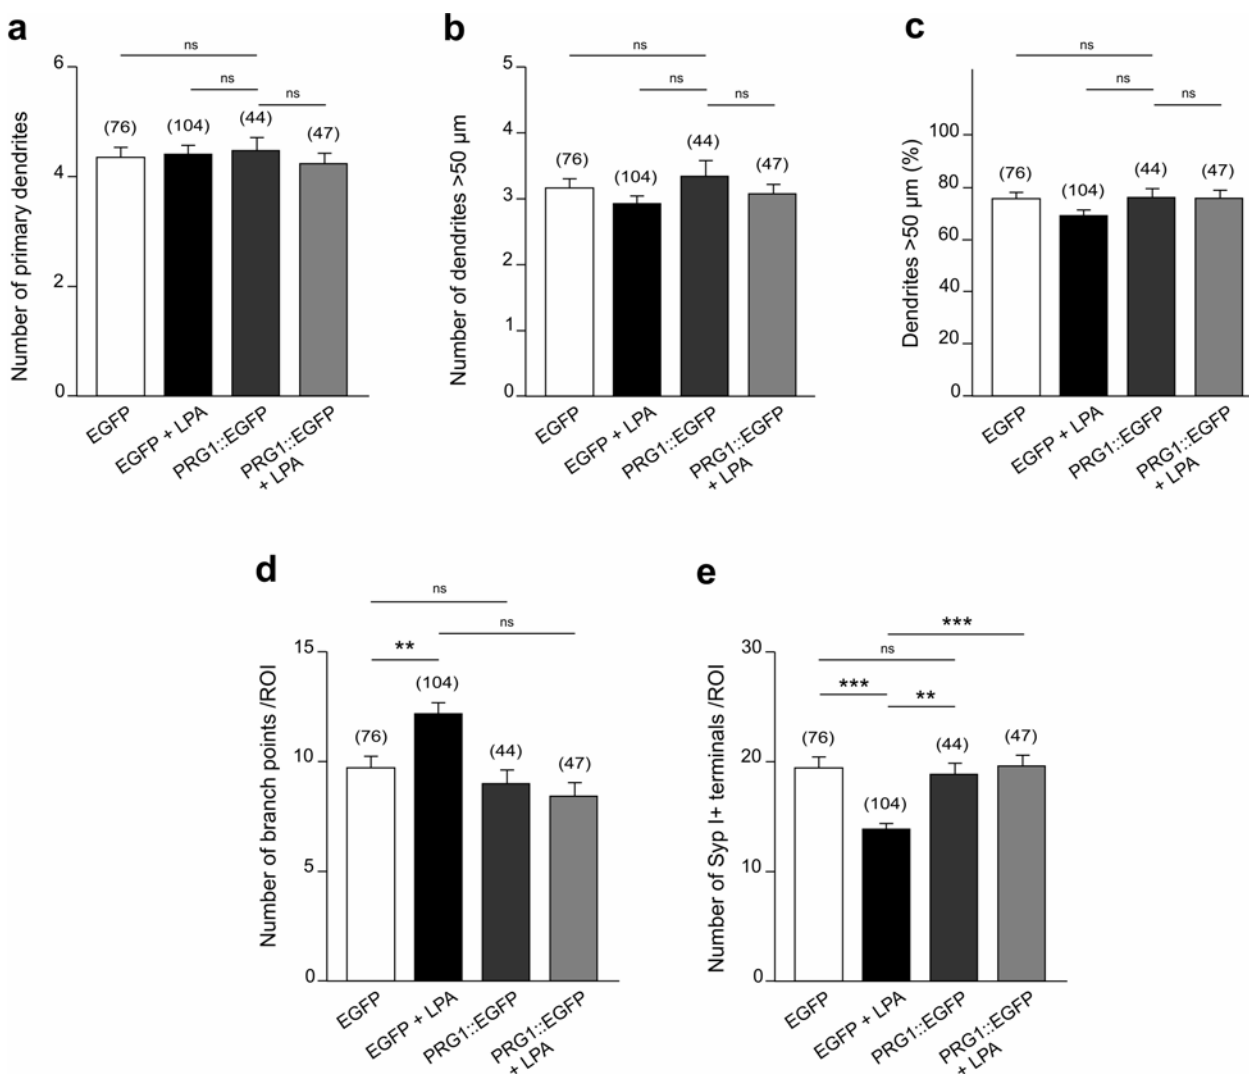 a
ns
ns
ns
6
4
2
0
Number of primary dendrites
(76)
(104)
(44)
(47)
EGFP
EGFP + LPA
PRG1::EGFP
PRG1::EGFP
+ LPA
b
ns
ns
ns
5
4
3
2
1
0
Number of dendrites >50 µm
(76)
(104)
(44)
(47)
EGFP
EGFP + LPA
PRG1::EGFP
PRG1::EGFP
+ LPA
c
ns
ns
ns
100
80
60
40
20
0
Dendrites >50 µm (%)
(76)
(104)
(44)
(47)
EGFP
EGFP + LPA
PRG1::EGFP
PRG1::EGFP
+ LPA
d
ns
ns
**
15
10
5
0
Number of branch points /ROI
(76)
(104)
(44)
(47)
EGFP
EGFP + LPA
PRG1::EGFP
PRG1::EGFP
+ LPA
e
***
ns
***
**
30
20
10
0
Number of Syp I+ terminals /ROI
(76)
(104)
(44)
(47)
EGFP
EGFP + LPA
PRG1::EGFP
PRG1::EGFP
+ LPA